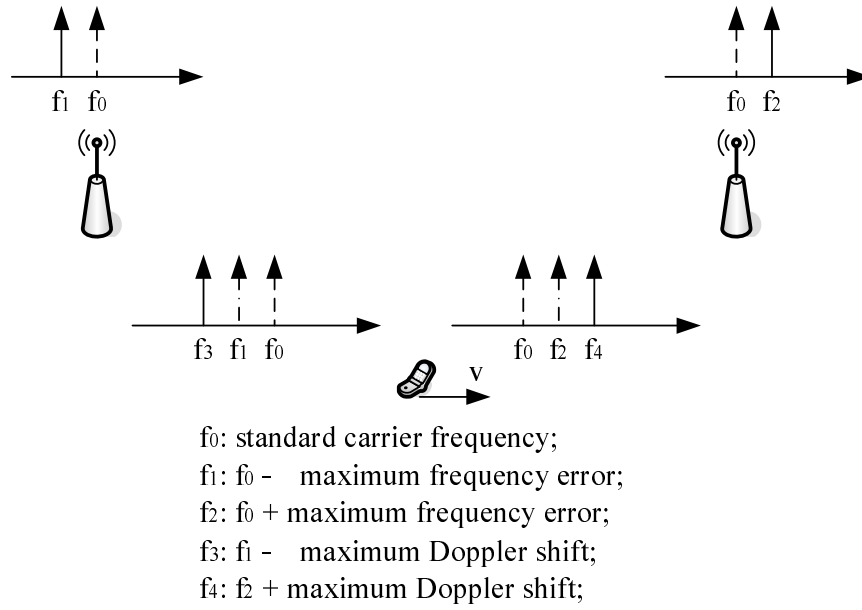 f1 f0
f0 f2
f3 f1 f0
f0 f2 f4
v
f0: standard carrier frequency;
f1: f0 - maximum frequency error;
f2: f0 + maximum frequency error;
f3: f1 - maximum Doppler shift;
f4: f2 + maximum Doppler shift;